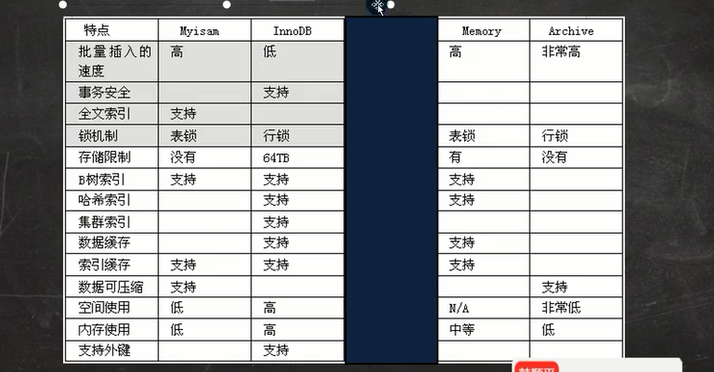 特点 Myisam InnoDB Memory Archive
批量插入的 高 低 高 非常高
速度
事务安全 支持
全文索引 支持
锁机制 表锁 行锁 表锁 行锁
存储限制 没有 64TB 有 没有
B树索引 支持 支持 支持
哈希索引 支持 支持
集群索引 支持
数据缓存 支持 支持
索引缓存 支持 支持 支持
数据可压缩 支持 支持
空间使用 低 高 N/A 非常低
内存使用 低 高 中等 低
支持外键 支持